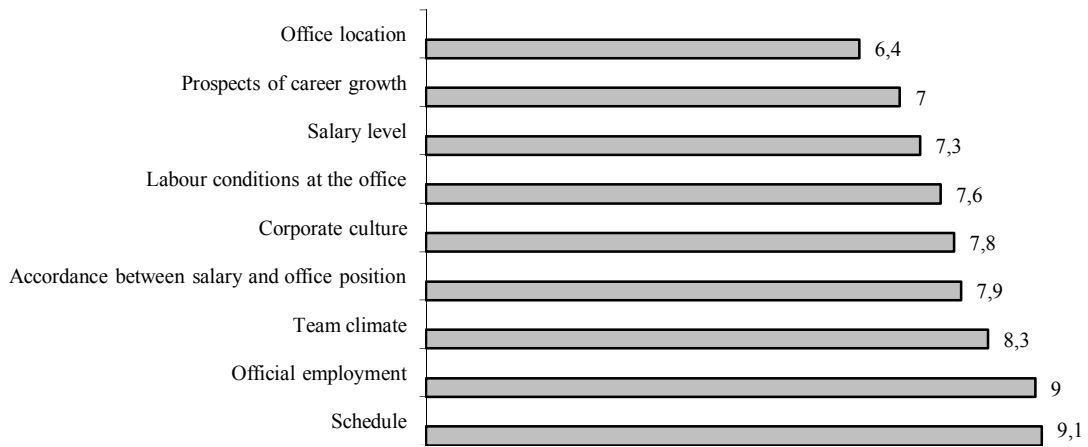 Office location
6,4
Prospects of career growth
7
Salary level
7,3
Labour conditions at the office
7,6
Corporate culture
7,8
Accordance between salary and office position
7,9
Team climate
8,3
Official employment
9
Schedule
9,1